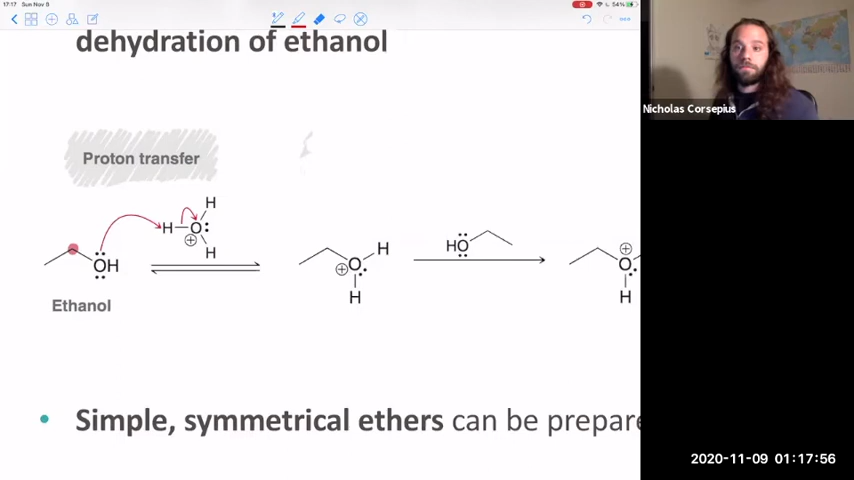 17:17 Sun Nov 8
54%
dehydration of ethanol
Nicholas Corsepius
Proton transfer
H
H
O
H
OH
HO
H
O
O
H
H
Ethanol
• Simple, symmetrical ethers can be prepare
2020-11-09 01:17:56